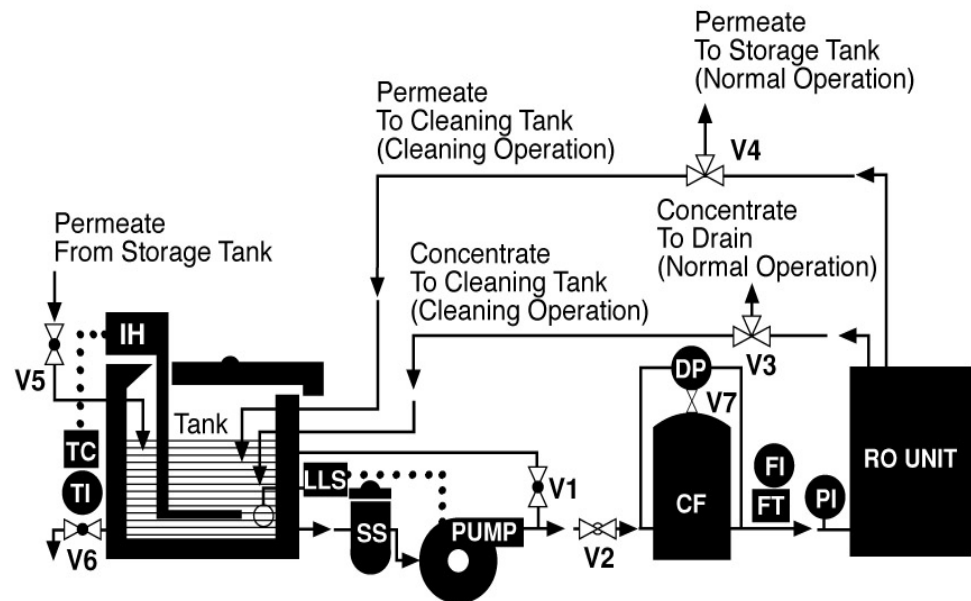 Permeate
To Storage Tank
(Normal Operation)
Permeate
To Cleaning Tank
(Cleaning Operation)
V4
Permeate
From Storage Tank
Concentrate
To Drain
(Normal Operation)
Concentrate
To Cleaning Tank
(Cleaning Operation)
IH
V5
V3
DP
V7
Tank
TC
TI
LLS
V1
FI
FT
PI
RO UNIT
CF
SS
PUMP
V6
V2